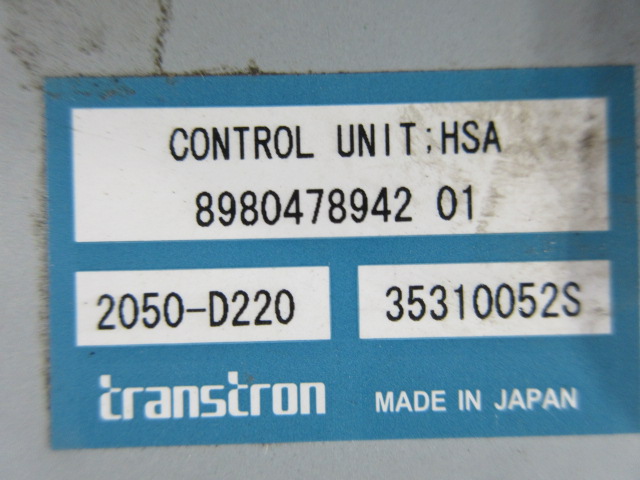 CONTROL UNIT;HSA
8980478942 01
2050-D220 35310052S
transtron MADE IN JAPAN